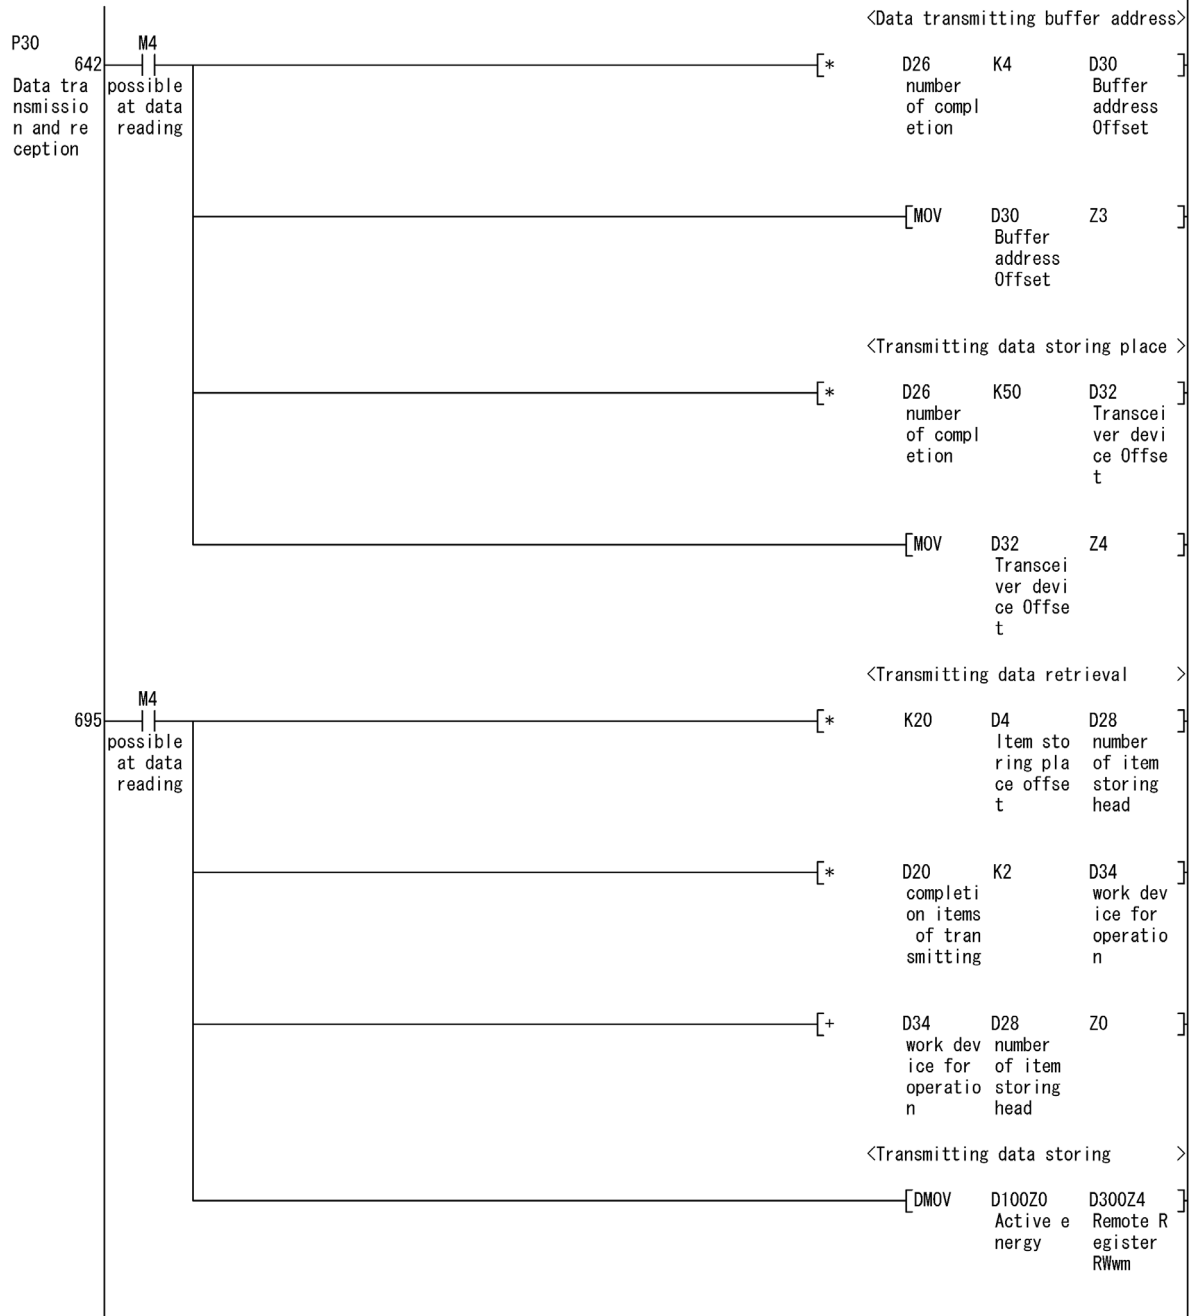 <Data transmitting buffer address>
P30
M4
642
[* D26 K4 D30 ]
Data tra possible number Buffer
nsmissio at data of compl address
n and re reading etion Offset
ception
[MOV D30 Z3 ]
Buffer
address
Offset
<Transmitting data storing place >
[* D26 K50 D32 ]
number Transcei
of compl ver devi
etion ce Offse
t
[MOV D32 Z4 ]
Transcei
ver devi
ce Offse
t
<Transmitting data retrieval >
M4
695 [* K20 D4 D28 ]
possible Item sto number
at data ring pla of item
reading ce offse storing
t head
[* D20 K2 D34 ]
completi work dev
on items ice for
of tran operatio
smitting n
[+ D34 D28 Z0 ]
work dev number
ice for of item
operatio storing
n head
<Transmitting data storing >
[DMOV D100Z0 D300Z4 ]
Active e Remote R
nergy egister
RWwm